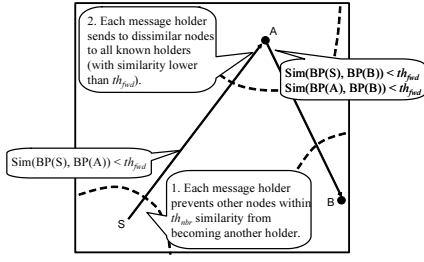 2. Each message holder
sends to dissimilar nodes
to all known holders
(with similarity lower
than th_fwd).
A
Sim(BP(S), BP(B)) < th_fwd
Sim(BP(A), BP(B)) < th_fwd
Sim(BP(S), BP(A)) < th_fwd
1. Each message holder
prevents other nodes within
th_nbr similarity from
becoming another holder.
S
B